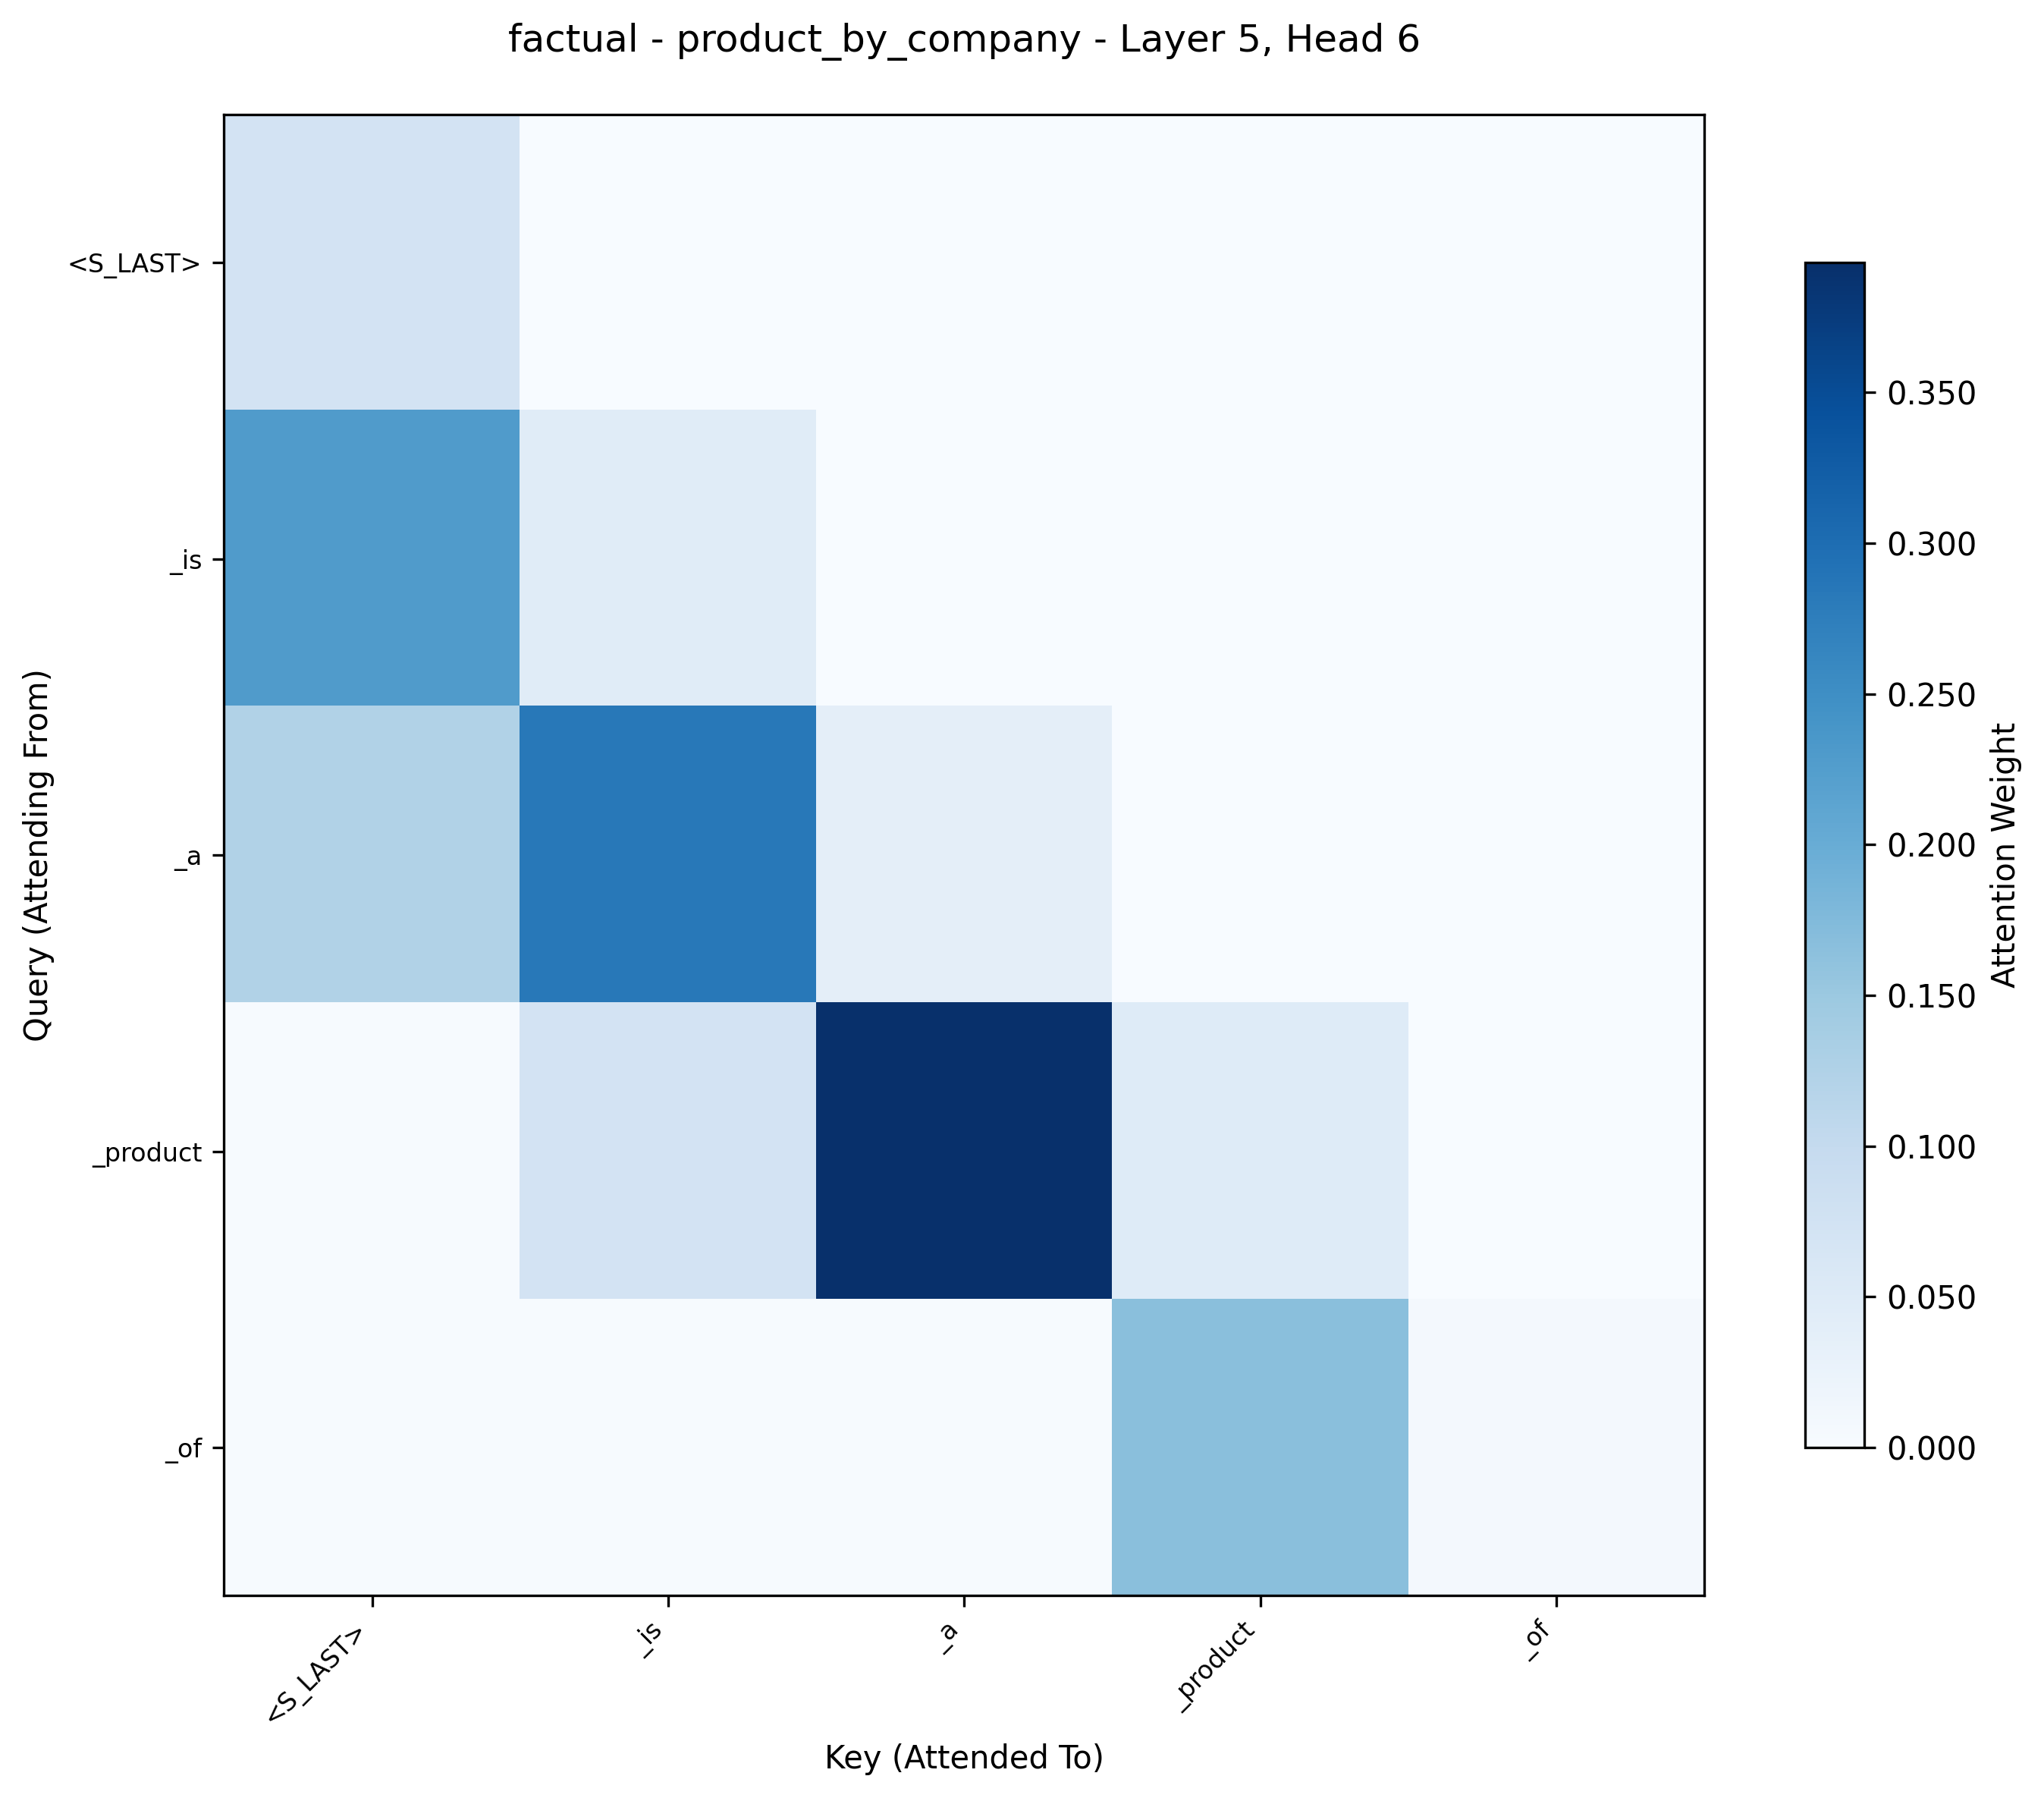 factual - product_by_company - Layer 5, Head 6
Query (Attending From)
<S_LAST>
_is
_a
_product
_of
<S_LAST>
_is
_a
_product
_of
Key (Attended To)
0.350
0.300
0.250
0.200
0.150
0.100
0.050
0.000
Attention Weight